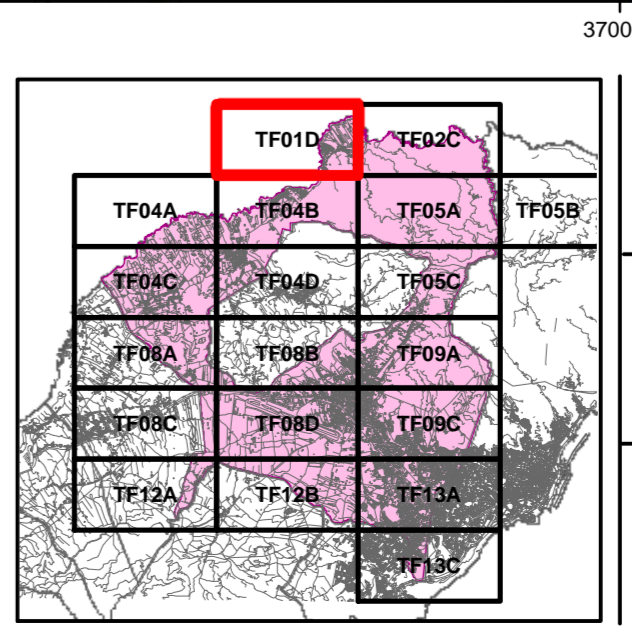 3700
TF01D TF02C
TF04A TF04B TF05A TF05B
TF04C TF04D TF05C
TF08A TF08B TF09A
TF08C TF08D TF09C
TF12A TF12B TF13A
TF13C